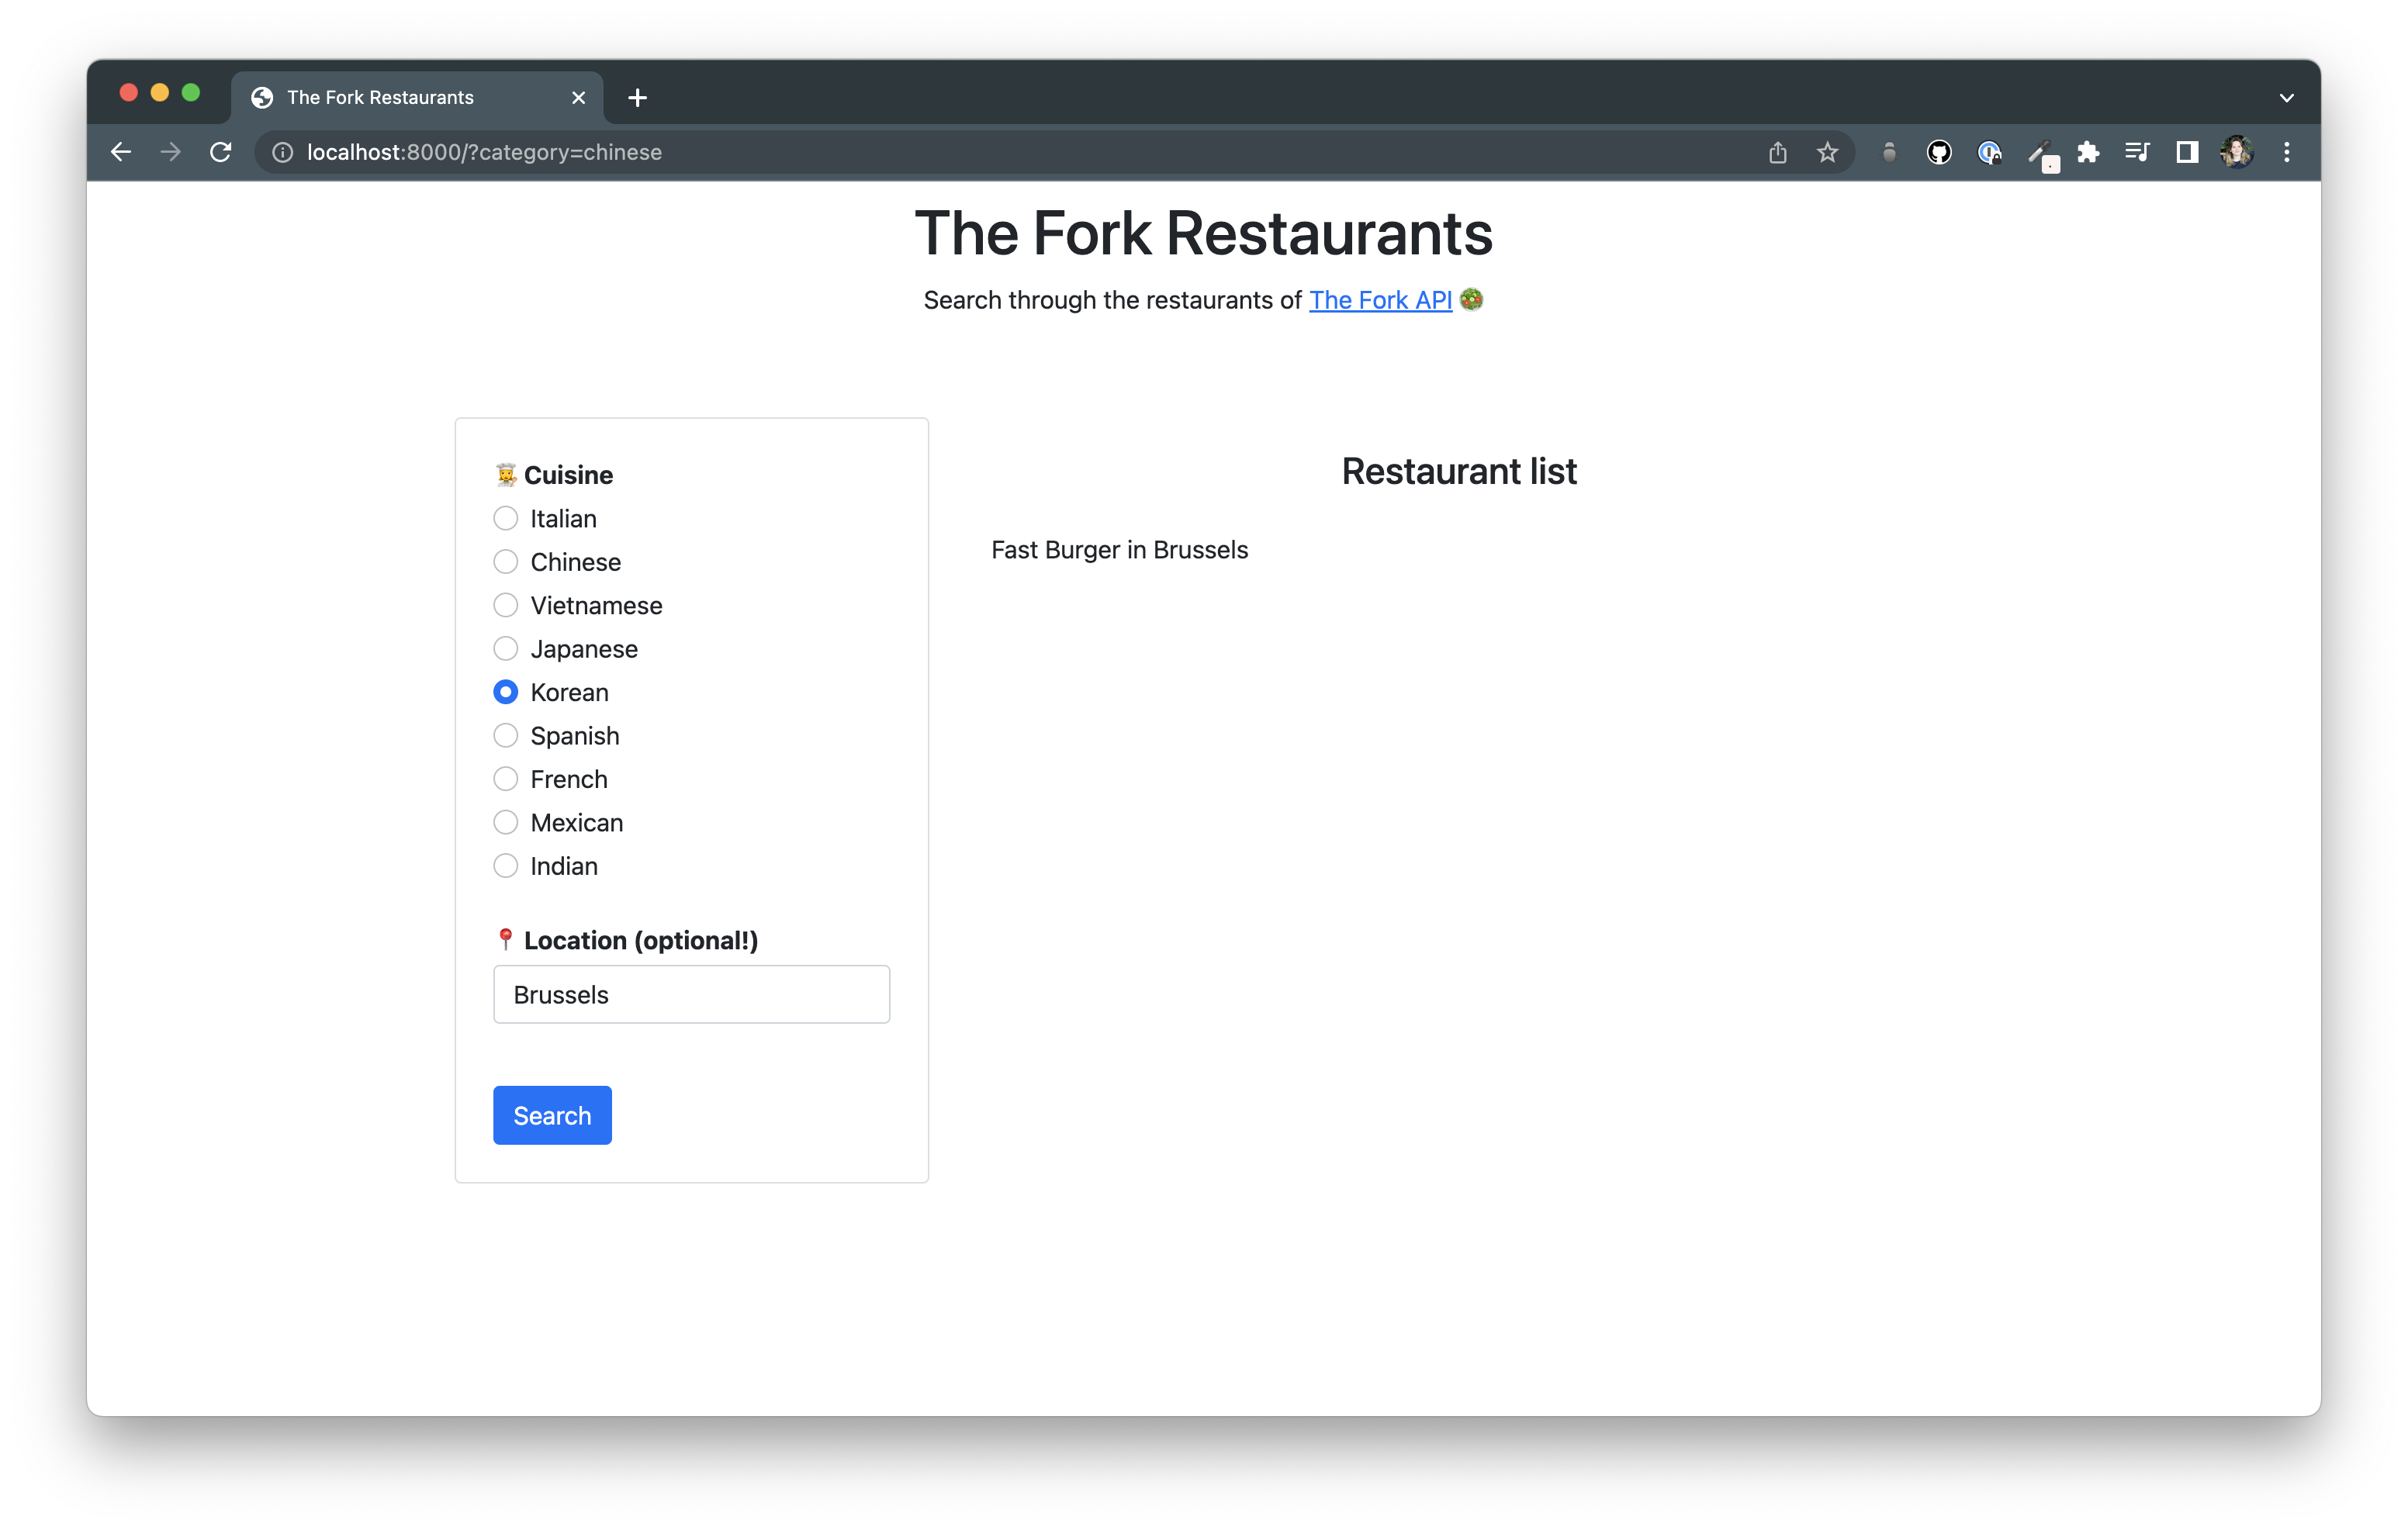 The Fork Restaurants
localhost:8000/?category=chinese
The Fork Restaurants
Search through the restaurants of The Fork API
Cuisine
Italian
Chinese
Vietnamese
Japanese
Korean
Spanish
French
Mexican
Indian
Location (optional!)
Brussels
Search
Restaurant list
Fast Burger in Brussels